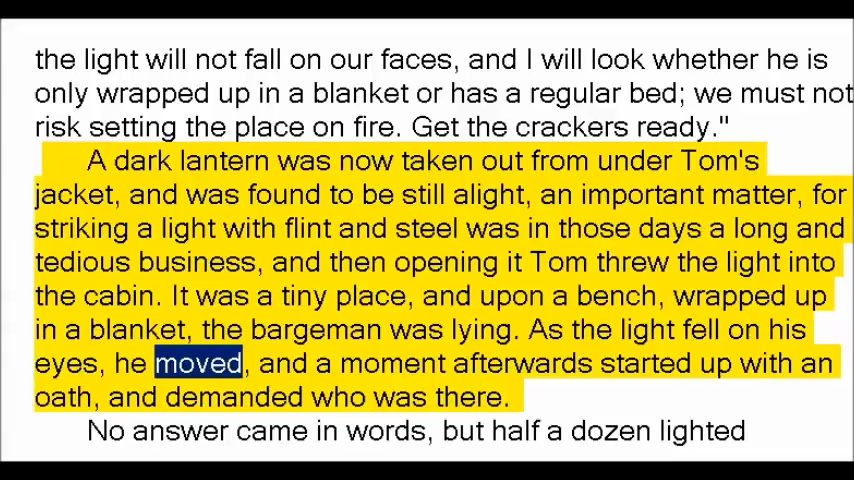 the light will not fall on our faces, and I will look whether he is
only wrapped up in a blanket or has a regular bed; we must not
risk setting the place on fire. Get the crackers ready."
A dark lantern was now taken out from under Tom's
jacket, and was found to be still alight, an important matter, for
striking a light with flint and steel was in those days a long and
tedious business, and then opening it Tom threw the light into
the cabin. It was a tiny place, and upon a bench, wrapped up
in a blanket, the bargeman was lying. As the light fell on his
eyes, he moved, and a moment afterwards started up with an
oath, and demanded who was there.
No answer came in words, but half a dozen lighted